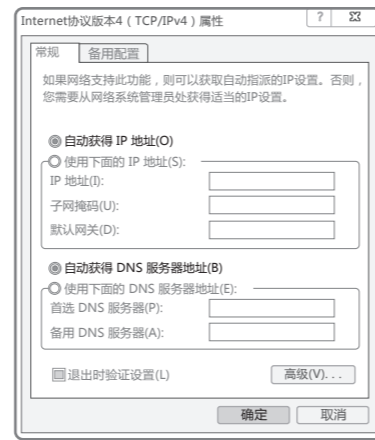 Internet协议版本4（TCP/IPv4）属性
常规 备用配置
如果网络支持此功能，则可以获取自动指派的IP设置。否则，
您需要从网络系统管理员处获得适当的IP设置。
自动获得 IP 地址(O)
使用下面的 IP 地址(S):
IP 地址(I):
子网掩码(U):
默认网关(D):
自动获得 DNS 服务器地址(B)
使用下面的 DNS 服务器地址(E):
首选 DNS 服务器(P):
备用 DNS 服务器(A):
退出时验证设置(L) 高级(V)...
确定 取消